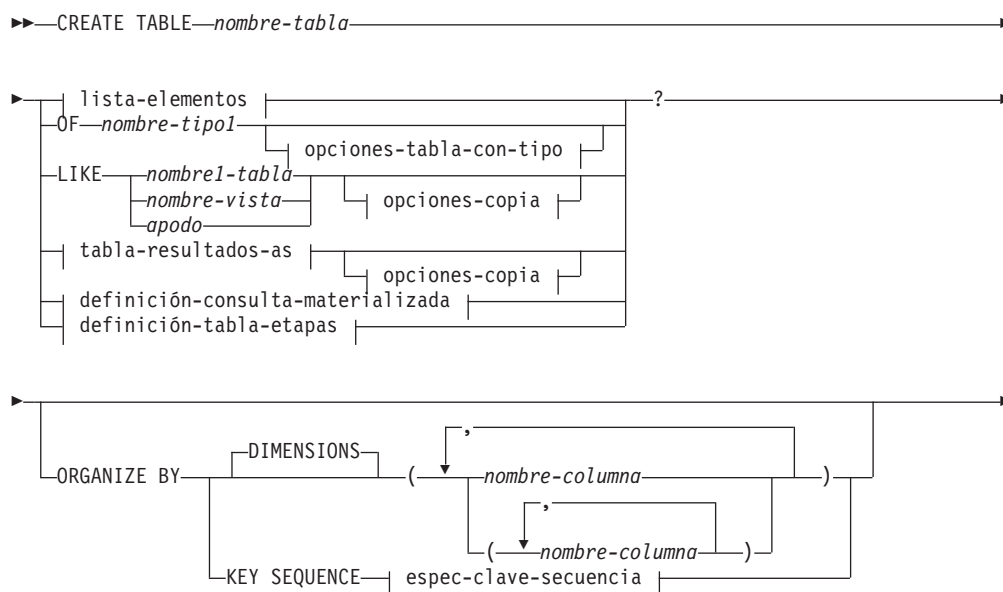 CREATE TABLE nombre-tabla
lista-elementos ?
OF nombre-tipo1
opciones-tabla-con-tipo
LIKE nombre1-tabla
opciones-copia
nombre-vista
apodo
tabla-resultados-as
opciones-copia
definición-consulta-materializada
definición-tabla-etapas
,
DIMENSIONS
ORGANIZE BY ( nombre-columna )
,
( nombre-columna )
KEY SEQUENCE espec-clave-secuencia